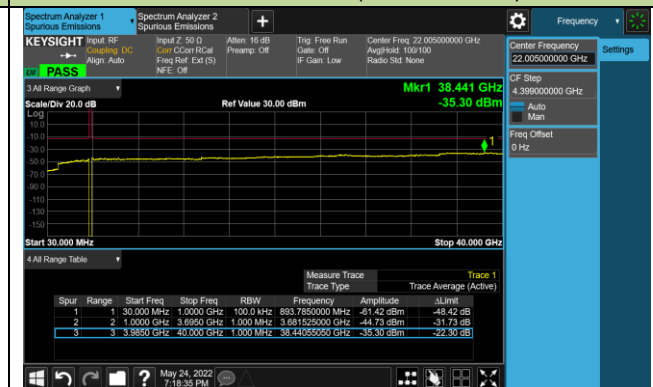 Spectrum Analyzer 1
Spurious Emissions
Spectrum Analyzer 2
Spurious Emissions
+
Frequency
KEYSIGHT
Input: RF
Coupling: DC
Align: Auto
Input Z: 50 Ω
Corr CCorr RCal
Freq Ref: Ext (S)
NFE: Off
Atten: 16 dB
Preamp: Off
Trig: Free Run
Gate: Off
IF Gain: Low
Center Freq: 22.005000000 GHz
Avg|Hold: 100/100
Radio Std: None
LM PASS
Center Frequency
22.005000000 GHz
Settings
CF Step
4.399000000 GHz
Auto
Man
Freq Offset
0 Hz
3 All Range Graph
Mkr1 38.441 GHz
-35.30 dBm
Scale/Div 20.0 dB
Ref Value 30.00 dBm
Log
10.0
-10.0
-30.0
-50.0
-70.0
-90.0
-110
-130
-150
1
Start 30.000 MHz
Stop 40.000 GHz
4 All Range Table
Measure Trace Trace 1
Trace Type Trace Average (Active)
Spur Range Start Freq Stop Freq RBW Frequency Amplitude ΔLimit
1 1 30.000 MHz 1.0000 GHz 100.0 kHz 893.7850000 MHz -61.42 dBm -48.42 dB
2 2 1.0000 GHz 3.6950 GHz 1.000 MHz 3.681525000 GHz -44.73 dBm -31.73 dB
3 3 3.9850 GHz 40.000 GHz 1.000 MHz 38.44055050 GHz -35.30 dBm -22.30 dB
?
May 24, 2022
7:18:35 PM